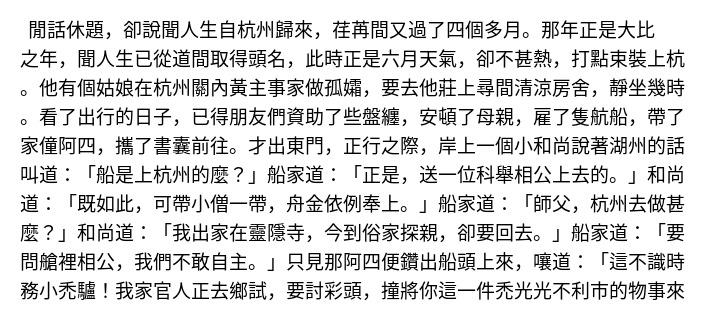 閒話休題，卻說聞人生自杭州歸來，荏苒間又過了四個多月。那年正是大比
之年，聞人生已從道間取得頭名，此時正是六月天氣，卻不甚熱，打點束裝上杭
。他有個姑娘在杭州關內黃主事家做孤孀，要去他莊上尋間清涼房舍，靜坐幾時
。看了出行的日子，已得朋友們資助了些盤纏，安頓了母親，雇了隻航船，帶了
家僮阿四，攜了書囊前往。才出東門，正行之際，岸上一個小和尚說著湖州的話
叫道：「船是上杭州的麼？」船家道：「正是，送一位科舉相公上去的。」和尚
道：「既如此，可帶小僧一帶，舟金依例奉上。」船家道：「師父，杭州去做甚
麼？」和尚道：「我出家在靈隱寺，今到俗家探親，卻要回去。」船家道：「要
問艙裡相公，我們不敢自主。」只見那阿四便鑽出船頭上來，嚷道：「這不識時
務小禿驢！我家官人正去鄉試，要討彩頭，撞將你這一件禿光光不利市的物事來